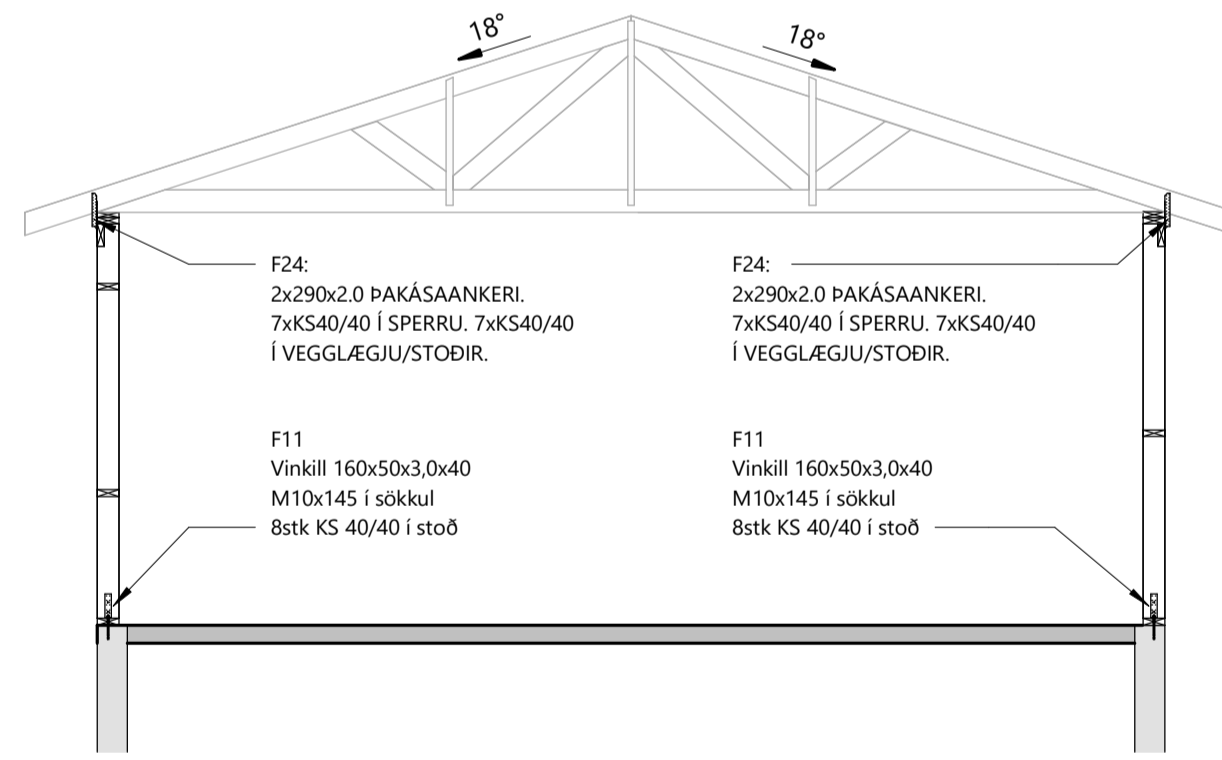 18°
18°
F24:
2x290x2.0 ÞAKÁSAANKERI.
7xKS40/40 Í SPERRU. 7xKS40/40
Í VEGGLÆGJU/STOÐIR.
F24:
2x290x2.0 ÞAKÁSAANKERI.
7xKS40/40 Í SPERRU. 7xKS40/40
Í VEGGLÆGJU/STOÐIR.
F11
Vinkill 160x50x3,0x40
M10x145 í sökkul
8stk KS 40/40 í stoð
F11
Vinkill 160x50x3,0x40
M10x145 í sökkul
8stk KS 40/40 í stoð